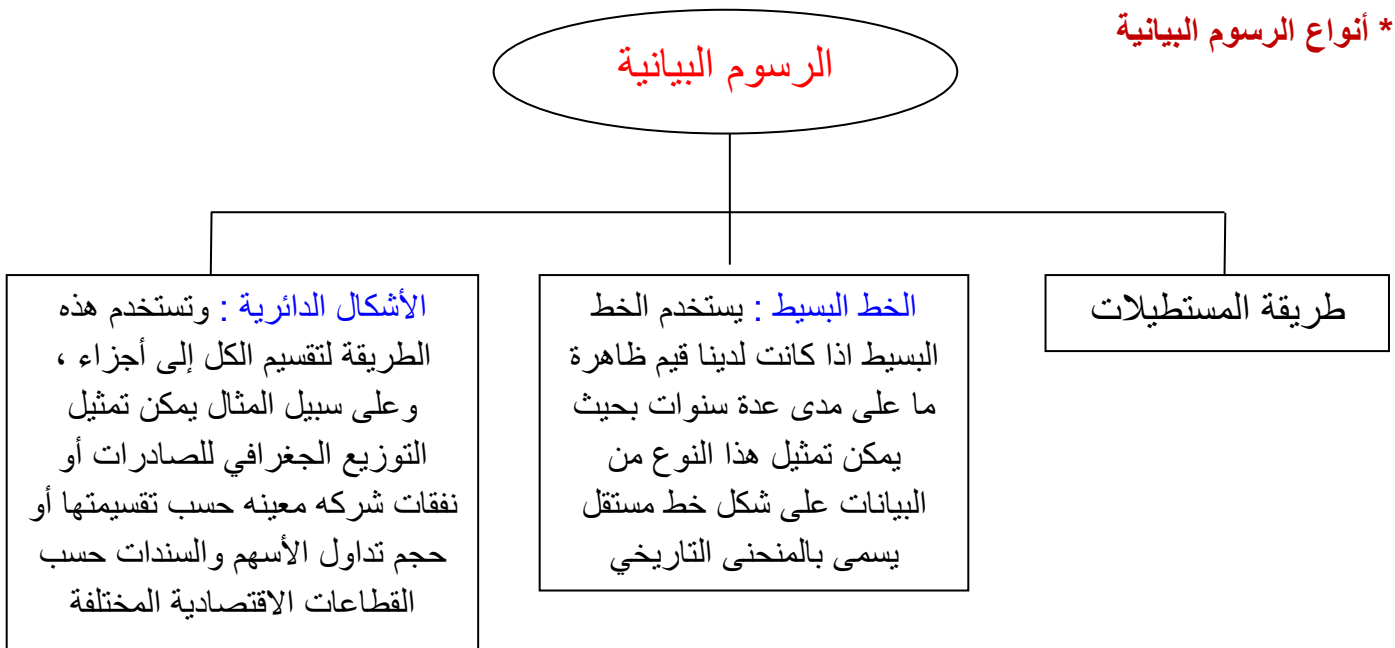 * أنواع الرسوم البيانية
الرسوم البيانية
طريقة المستطيلات
الخط البسيط : يستخدم الخط
البسيط اذا كانت لدينا قيم ظاهرة
ما على مدى عدة سنوات بحيث
يمكن تمثيل هذا النوع من
البيانات على شكل خط مستقل
يسمى بالمنحنى التاريخي
الأشكال الدائرية : وتستخدم هذه
الطريقة لتقسيم الكل إلى أجزاء ،
وعلى سبيل المثال يمكن تمثيل
التوزيع الجغرافي للصادرات أو
نفقات شركه معينه حسب تقسيمتها أو
حجم تداول الأسهم والسندات حسب
القطاعات الاقتصادية المختلفة